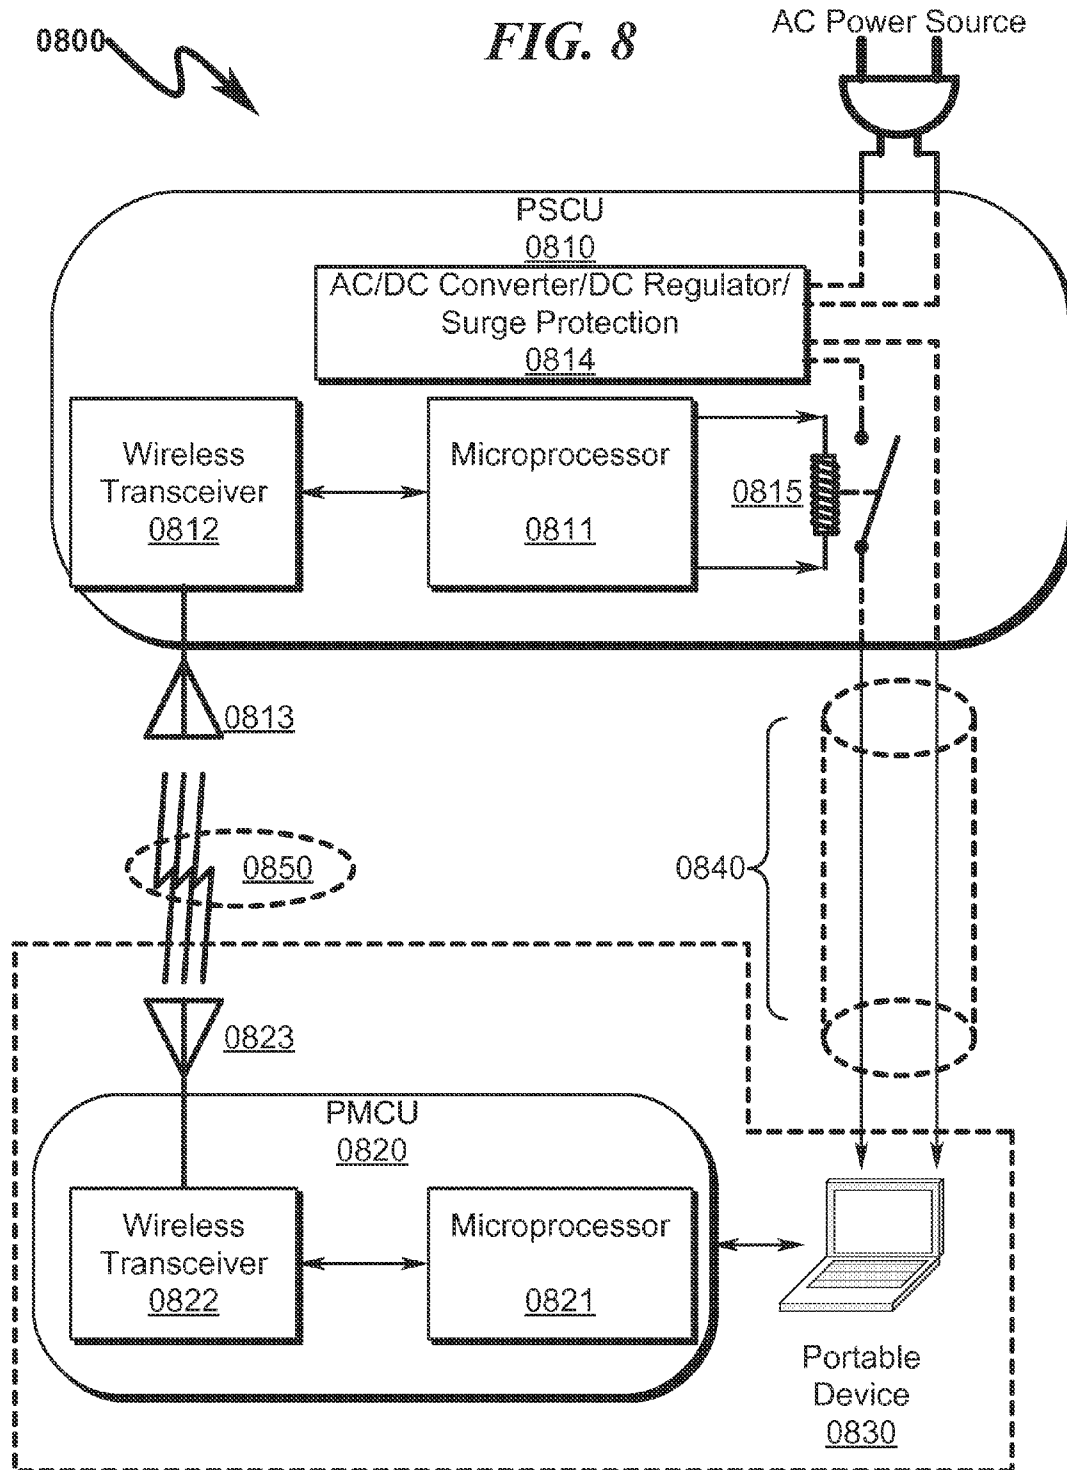 0800
FIG. 8
AC Power Source
PSCU
0810
AC/DC Converter/DC Regulator/
Surge Protection
0814
Wireless
Transceiver
0812
Microprocessor
0811
0815
0813
0850
0840
0823
PMCU
0820
Wireless
Transceiver
0822
Microprocessor
0821
Portable
Device
0830